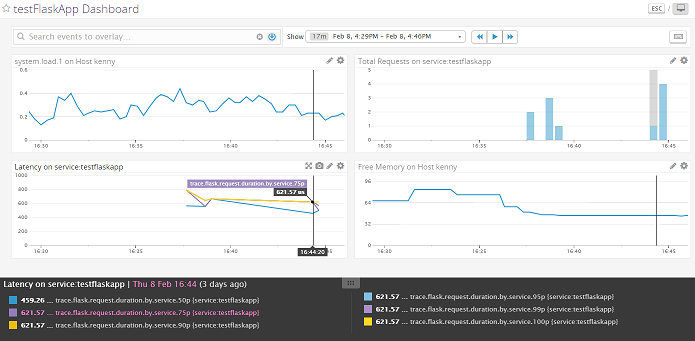 testFlaskApp Dashboard
ESC /
Search events to overlay...
Show 17m Feb 8, 4:29PM – Feb 8, 4:46PM
system.load.1 on Host kenny
0.6
0.4
0.2
0
16:30 16:35 16:40 16:45
Total Requests on service:testflaskapp
5
4
3
2
1
0
16:30 16:35 16:40 16:45
Latency on service:testflaskapp
1000
800
600
400
200
0
trace.flask.request.duration.by.service.75p
621.57 ns
16:44:20
16:30 16:35 16:40
Free Memory on Host kenny
96
64
32
0
16:30 16:35 16:40 16:45
Latency on service:testflaskapp | Thu 8 Feb 16:44 (3 days ago)
459.26 ... trace.flask.request.duration.by.service.50p {service:testflaskapp}
621.57 ... trace.flask.request.duration.by.service.75p {service:testflaskapp}
621.57 ... trace.flask.request.duration.by.service.90p {service:testflaskapp}
621.57 ... trace.flask.request.duration.by.service.95p {service:testflaskapp}
621.57 ... trace.flask.request.duration.by.service.99p {service:testflaskapp}
621.57 ... trace.flask.request.duration.by.service.100p {service:testflaskapp}